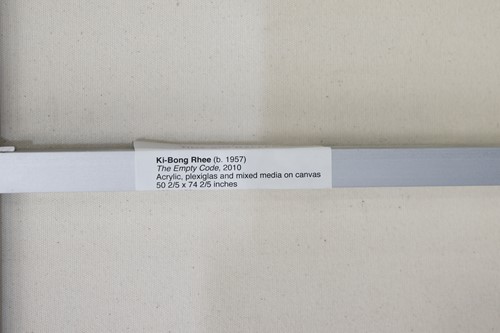 Ki-Bong Rhee (b. 1957)
The Empty Code, 2010
Acrylic, plexiglas and mixed media on canvas
50 2/5 x 74 2/5 inches